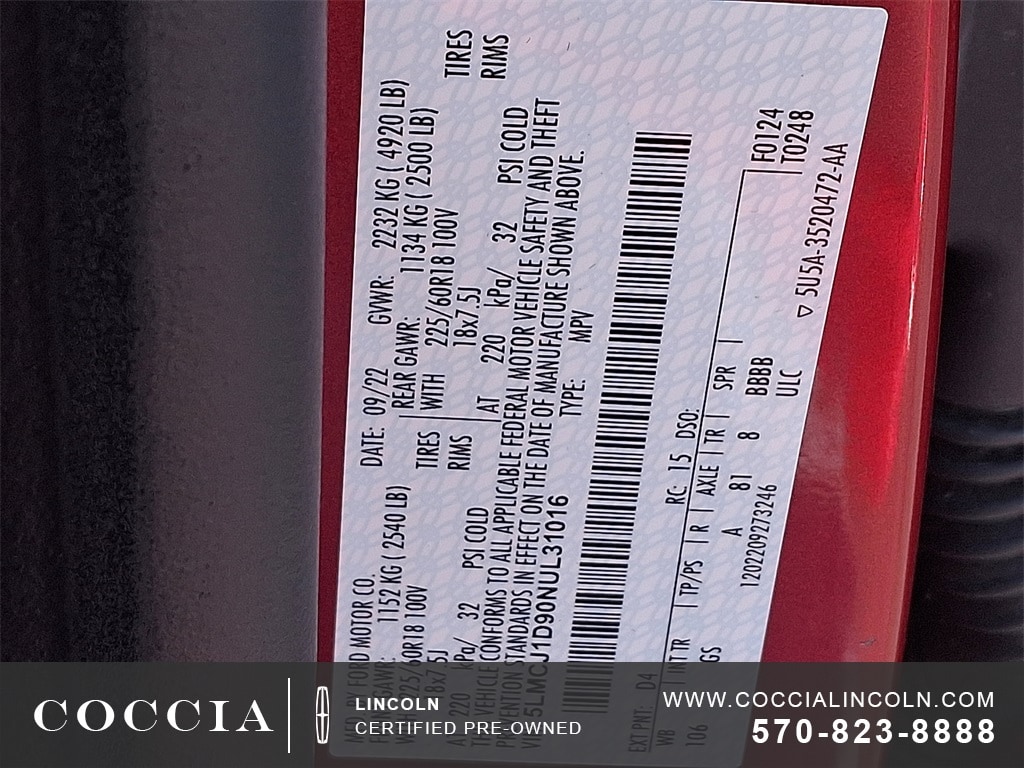 MFD BY FORD MOTOR CO.
DATE: 09/22 GVWR: 2232 KG ( 4920 LB)
1152 KG ( 2540 LB)
REAR GAWR: 1134 KG ( 2500 LB)
225/60R18 100V TIRES
WITH 225/60R18 100V TIRES
18x7.5J RIMS
18x7.5J RIMS
AT 220 kPa/ 32 PSI COLD
AT 220 kPa/ 32 PSI COLD
THIS VEHICLE CONFORMS TO ALL APPLICABLE FEDERAL MOTOR VEHICLE SAFETY AND THEFT
PREVENTION STANDARDS IN EFFECT ON THE DATE OF MANUFACTURE SHOWN ABOVE.
VIN: 5LMCJ1D90NUL31016
TYPE: MPV
EXT PNT: D4 RC: 15 DSO:
WB INT TR TP/PS R AXLE TR SPR
106 GS A 81 8 BBBB
F0124
T0248
1202209273246 ULC
5U5A-3520472-AA
COCCIA
LINCOLN
CERTIFIED PRE-OWNED
WWW.COCCIALINCOLN.COM
570-823-8888